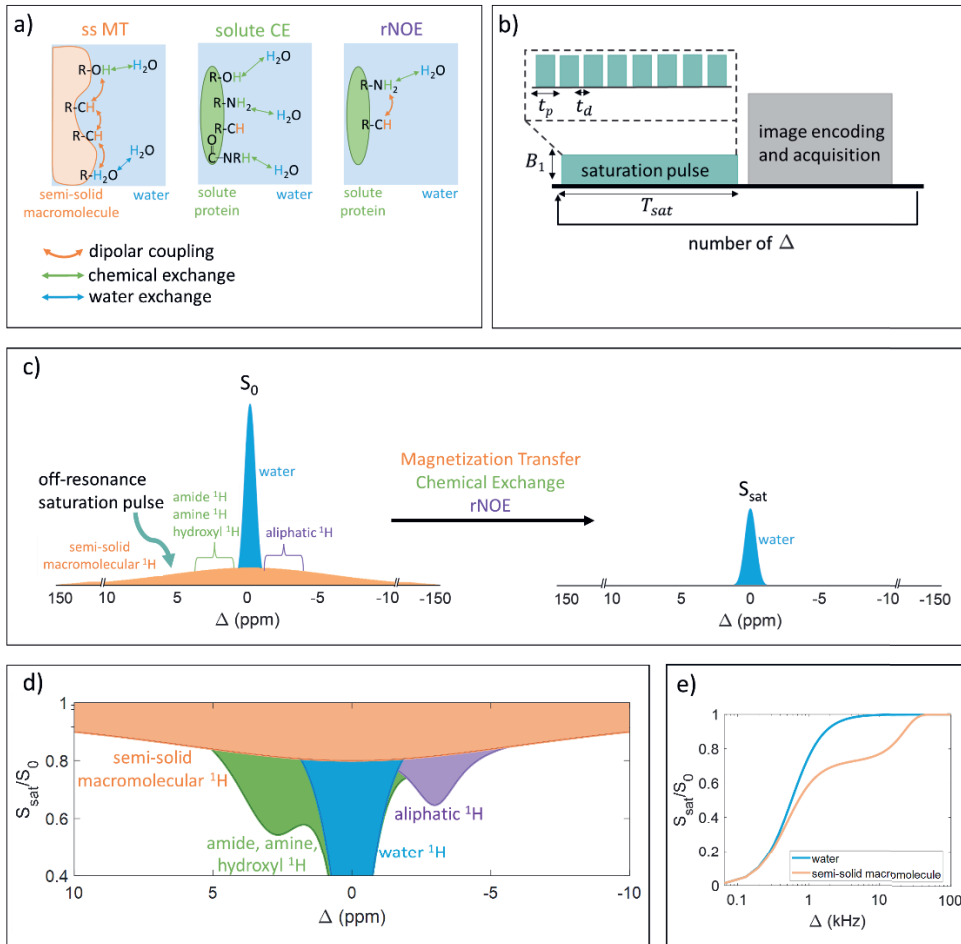 a)
ss MT
R-OH
H₂O
R-CH
R-CH
H₂O
R-H₂O
semi-solid
macromolecule
water
solute CE
R-OH
H₂O
R-NH₂
H₂O
R-CH
O
C–NRH
H₂O
solute
protein
water
rNOE
R-NH₂
H₂O
R-CH
solute
protein
water
dipolar coupling
chemical exchange
water exchange
b)
tp
td
B₁
saturation pulse
image encoding
and acquisition
Tsat
number of Δ
c)
S₀
water
off-resonance
saturation pulse
amide ¹H
amine ¹H
hydroxyl ¹H
aliphatic ¹H
semi-solid
macromolecular ¹H
150 10 5 0 -5 -10 -150
Δ (ppm)
Magnetization Transfer
Chemical Exchange
rNOE
Ssat
water
150 10 5 0 -5 -10 -150
Δ (ppm)
d)
1
0.8
0.6
0.4
Ssat/S₀
semi-solid
macromolecular ¹H
aliphatic ¹H
amide, amine,
hydroxyl ¹H
water ¹H
10 5 0 -5 -10
Δ (ppm)
e)
1
0.8
0.6
0.4
0.2
0
Ssat/S₀
water
semi-solid macromolecule
0.1 1 10 100
Δ (kHz)